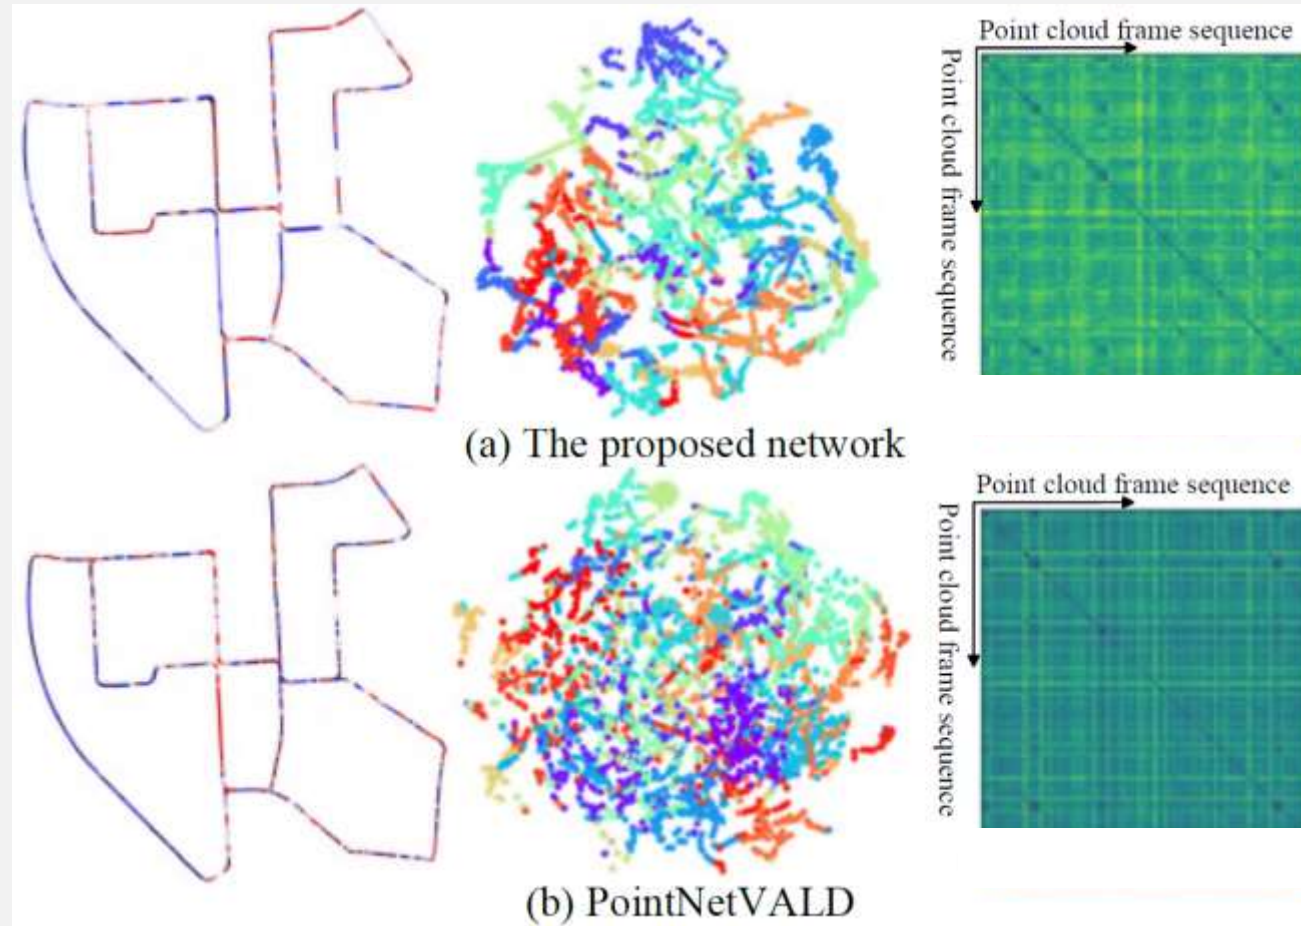 Point cloud frame sequence
Point cloud frame sequence
(a) The proposed network
Point cloud frame sequence
Point cloud frame sequence
(b) PointNetVALD